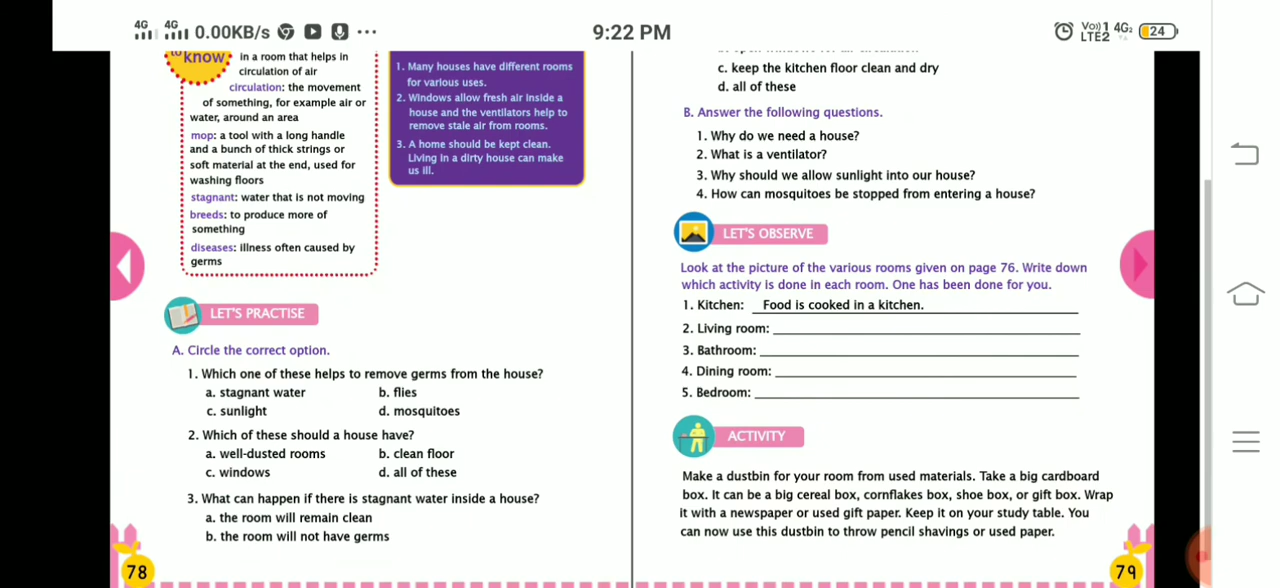 4G 4G 0.00KB/s ... 9:22 PM Vo)) 1 LTE2 4G 24
to know
in a room that helps in
circulation of air
circulation: the movement
of something, for example air or
water, around an area
mop: a tool with a long handle
and a bunch of thick strings or
soft material at the end, used for
washing floors
stagnant: water that is not moving
breeds: to produce more of
something
diseases: illness often caused by
germs
1. Many houses have different rooms
for various uses.
2. Windows allow fresh air inside a
house and the ventilators help to
remove stale air from rooms.
3. A home should be kept clean.
Living in a dirty house can make
us ill.
LET'S PRACTISE
A. Circle the correct option.
1. Which one of these helps to remove germs from the house?
a. stagnant water b. flies
c. sunlight d. mosquitoes
2. Which of these should a house have?
a. well-dusted rooms b. clean floor
c. windows d. all of these
3. What can happen if there is stagnant water inside a house?
a. the room will remain clean
b. the room will not have germs
78
c. keep the kitchen floor clean and dry
d. all of these
B. Answer the following questions.
1. Why do we need a house?
2. What is a ventilator?
3. Why should we allow sunlight into our house?
4. How can mosquitoes be stopped from entering a house?
LET'S OBSERVE
Look at the picture of the various rooms given on page 76. Write down
which activity is done in each room. One has been done for you.
1. Kitchen: Food is cooked in a kitchen.
2. Living room:
3. Bathroom:
4. Dining room:
5. Bedroom:
ACTIVITY
Make a dustbin for your room from used materials. Take a big cardboard
box. It can be a big cereal box, cornflakes box, shoe box, or gift box. Wrap
it with a newspaper or used gift paper. Keep it on your study table. You
can now use this dustbin to throw pencil shavings or used paper.
79